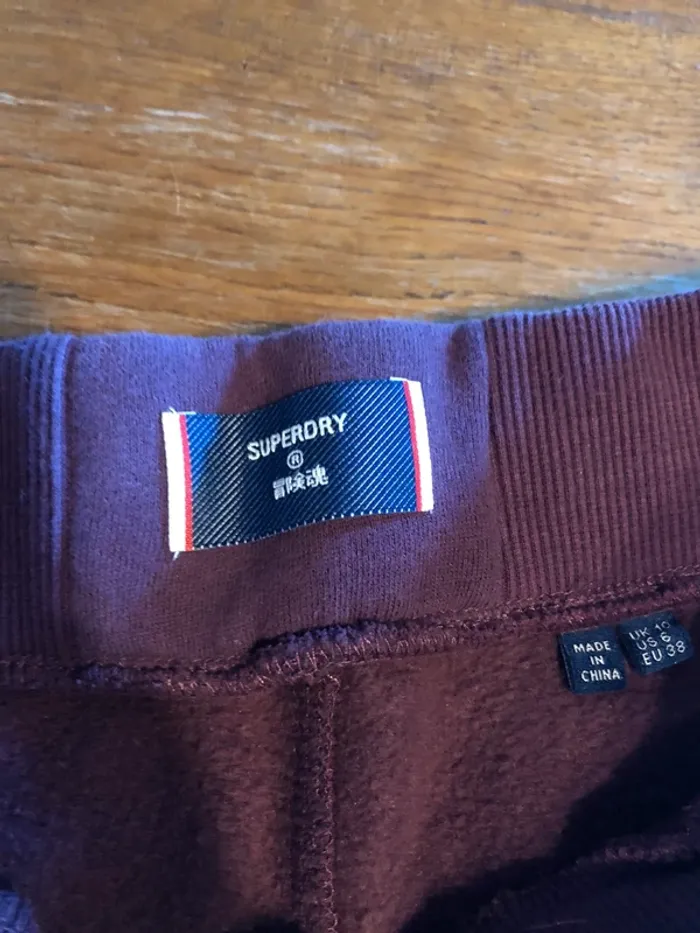 SUPERDRY
®
冒険魂
MADE
IN
CHINA
UK 10
US 6
EU 38